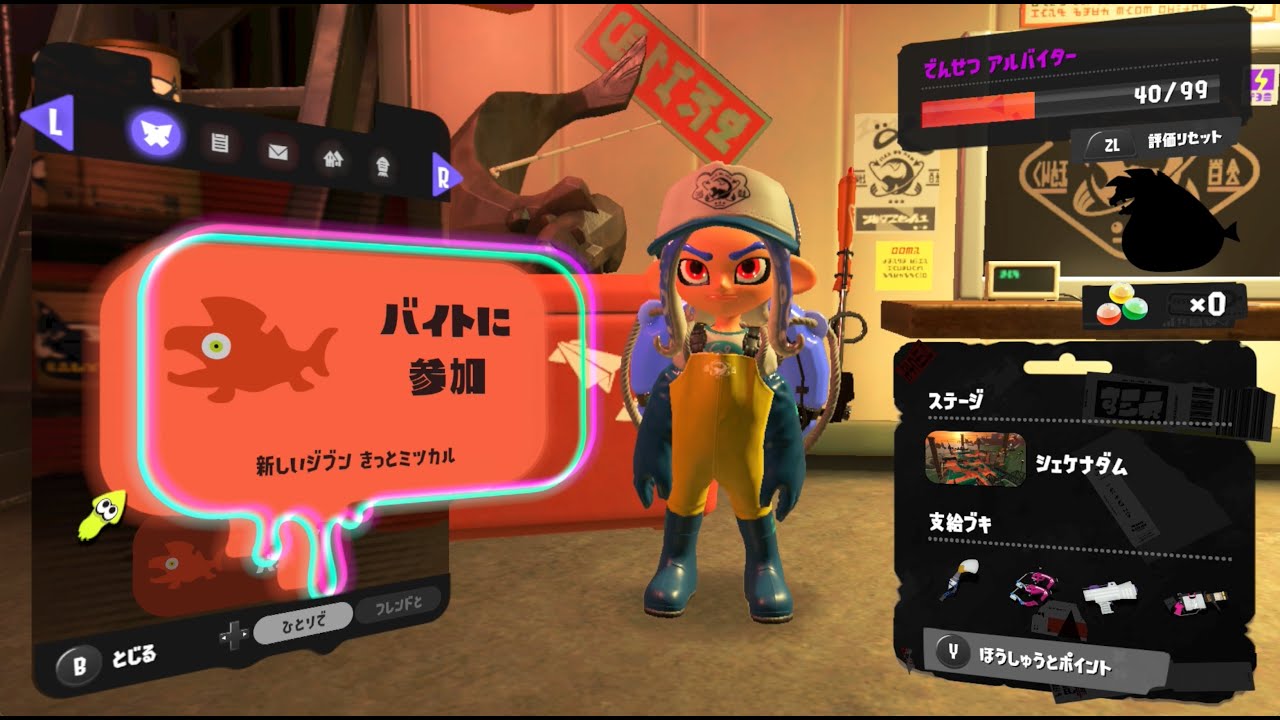 L
R
バイトに
参加
新しいジブン きっとミツカル
ひとりで
フレンドと
B とじる
でんせつ アルバイター
40/99
ZL 評価リセット
×0
ステージ
シェケナダム
支給ブキ
Y ほうしゅうとポイント